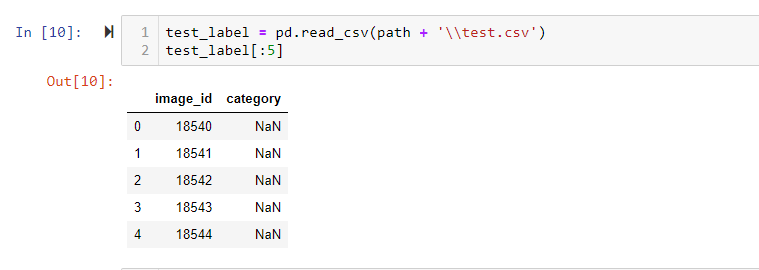 In [10]:
1 test_label = pd.read_csv(path + '\\test.csv')
2 test_label[:5]
Out[10]:
image_id category
0 18540 NaN
1 18541 NaN
2 18542 NaN
3 18543 NaN
4 18544 NaN